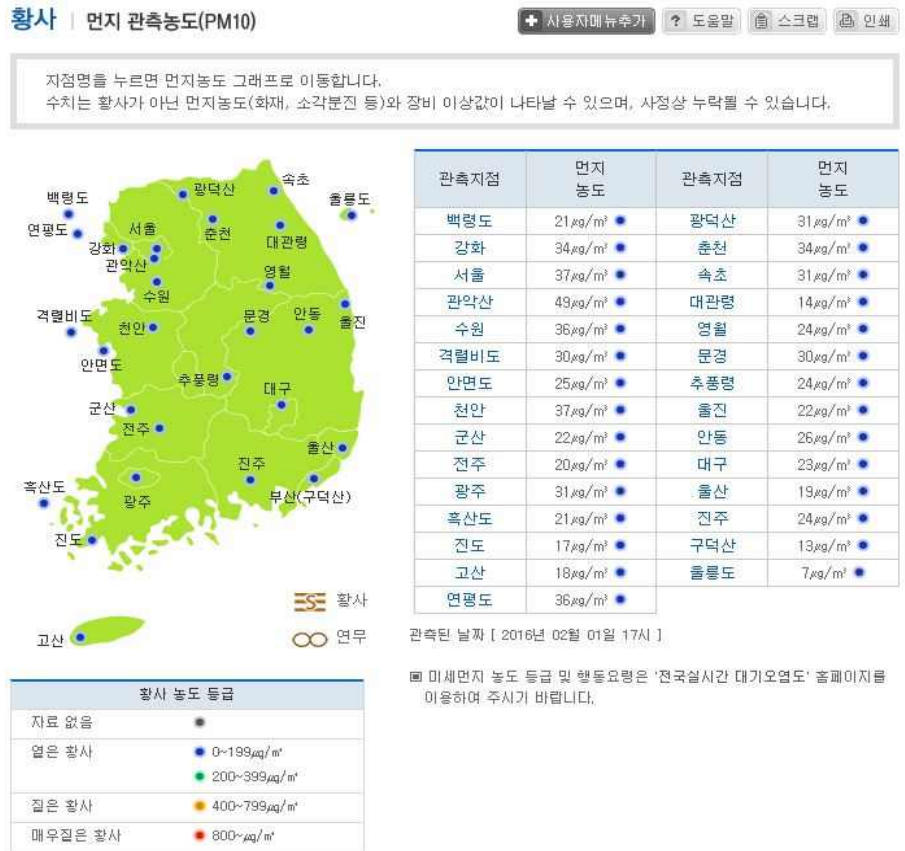 황사 | 먼지 관측농도(PM10)
사용자메뉴추가 ? 도움말 스크랩 인쇄
지점명을 누르면 먼지농도 그래프로 이동합니다.
수치는 황사가 아닌 먼지농도(화재, 소각분진 등)와 장비 이상값이 나타날 수 있으며, 사정상 누락될 수 있습니다.
속초
광덕산
백령도
울릉도
연평도
서울
춘천
대관령
강화
관악산
영월
수원
격렬비도
문경
안동
울진
천안
안면도
추풍령
대구
군산
전주
울산
진주
흑산도
광주
부산(구덕산)
진도
황사
연무
고산
관측지점 먼지 농도 관측지점 먼지 농도
백령도 21㎍/㎥ 광덕산 31㎍/㎥
강화 34㎍/㎥ 춘천 34㎍/㎥
서울 37㎍/㎥ 속초 31㎍/㎥
관악산 49㎍/㎥ 대관령 14㎍/㎥
수원 36㎍/㎥ 영월 24㎍/㎥
격렬비도 30㎍/㎥ 문경 30㎍/㎥
안면도 25㎍/㎥ 추풍령 24㎍/㎥
천안 37㎍/㎥ 울진 22㎍/㎥
군산 22㎍/㎥ 안동 26㎍/㎥
전주 20㎍/㎥ 대구 23㎍/㎥
광주 31㎍/㎥ 울산 19㎍/㎥
흑산도 21㎍/㎥ 진주 24㎍/㎥
진도 17㎍/㎥ 구덕산 13㎍/㎥
고산 18㎍/㎥ 울릉도 7㎍/㎥
연평도 36㎍/㎥
관측된 날짜 [ 2016년 02월 01일 17시 ]
▣ 미세먼지 농도 등급 및 행동요령은 '전국실시간 대기오염도' 홈페이지를
이용하여 주시기 바랍니다.
황사 농도 등급
자료 없음
옅은 황사 0~199㎍/㎥
200~399㎍/㎥
짙은 황사 400~799㎍/㎥
매우짙은 황사 800~㎍/㎥